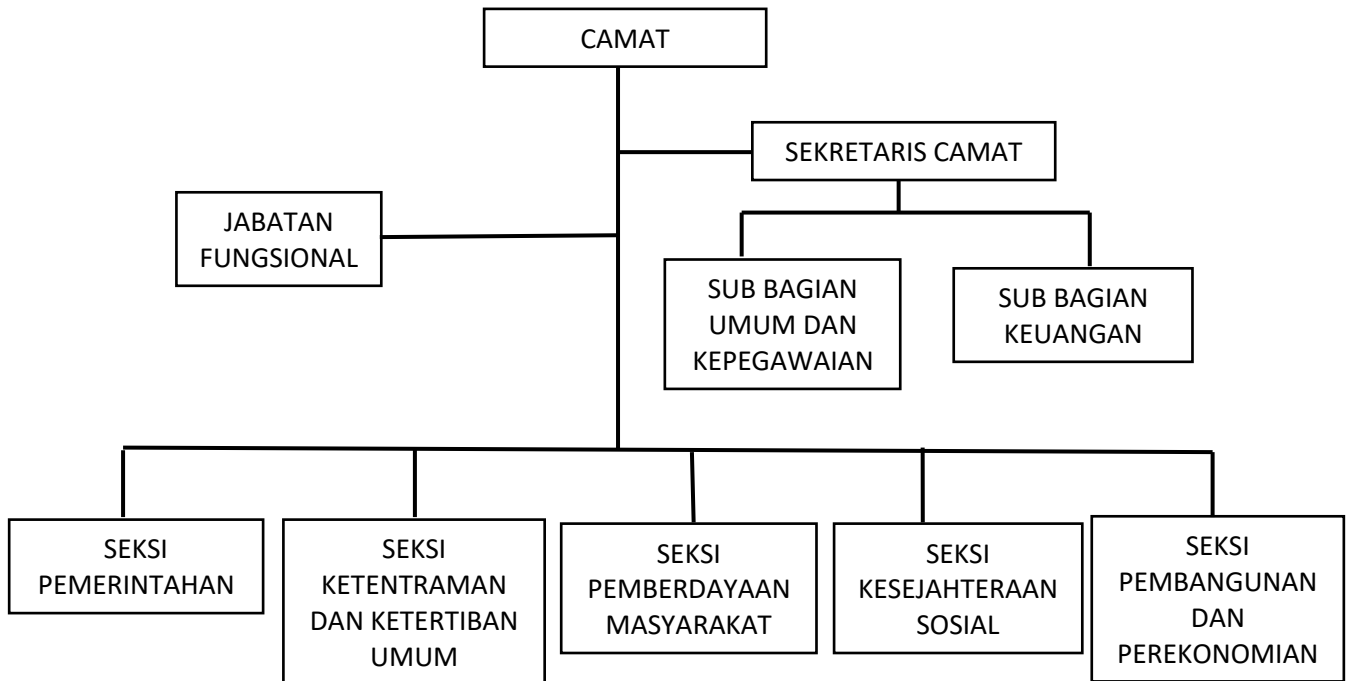 CAMAT
SEKRETARIS CAMAT
JABATAN
FUNGSIONAL
SUB BAGIAN
UMUM DAN
KEPEGAWAIAN
SUB BAGIAN
KEUANGAN
SEKSI
PEMERINTAHAN
SEKSI
KETENTRAMAN
DAN KETERTIBAN
UMUM
SEKSI
PEMBERDAYAAN
MASYARAKAT
SEKSI
KESEJAHTERAAN
SOSIAL
SEKSI
PEMBANGUNAN
DAN
PEREKONOMIAN